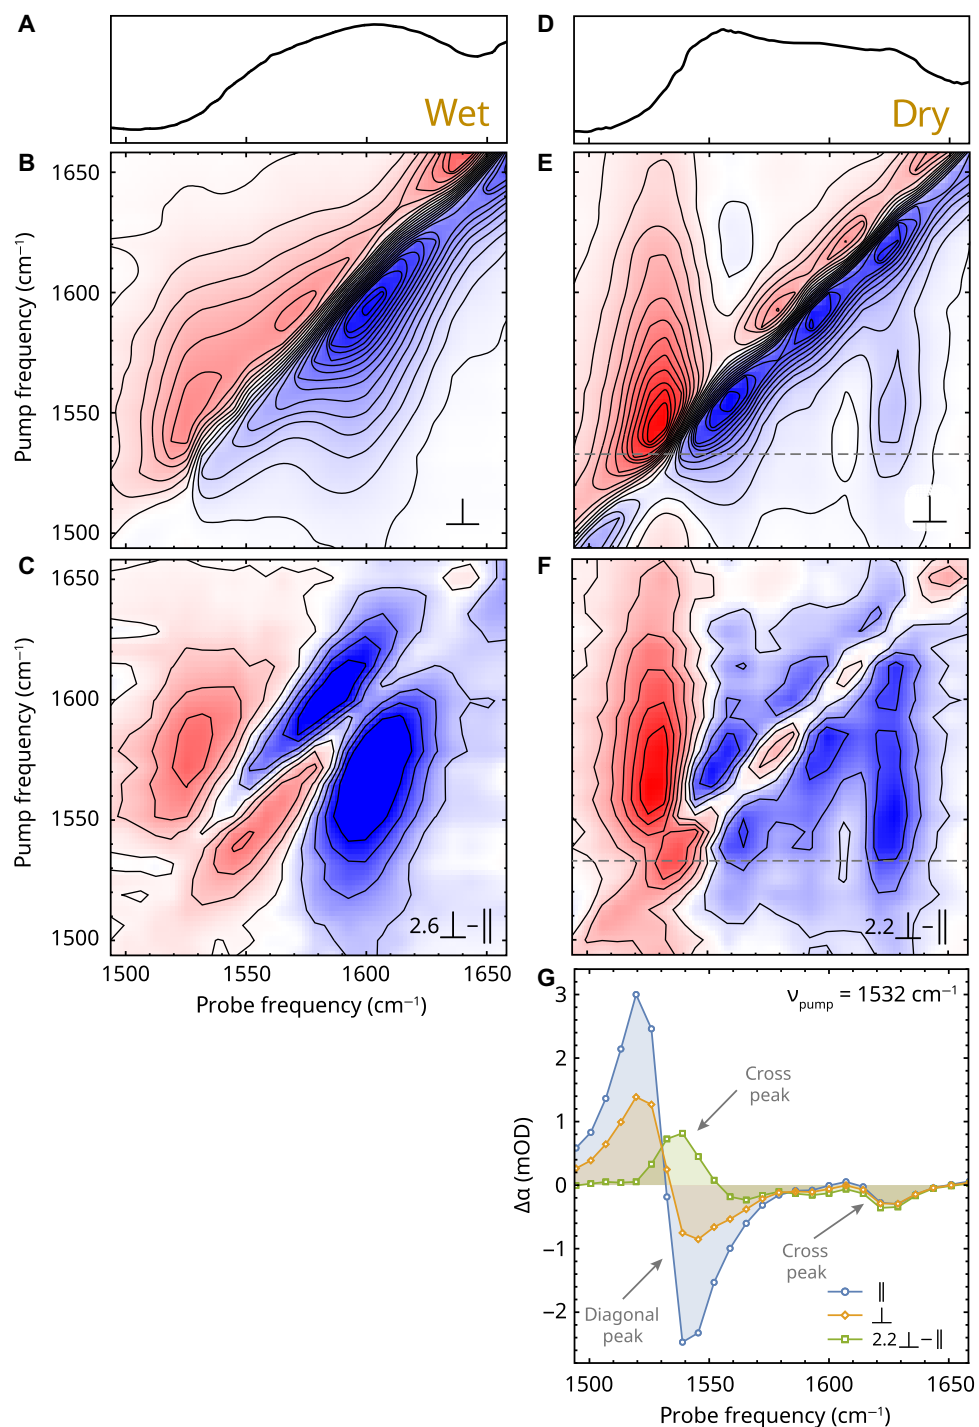 A
Wet
D
Dry
B
1650
1600
1550
1500
Pump frequency (cm⁻¹)
⊥
E
⊥
C
1650
1600
1550
1500
Pump frequency (cm⁻¹)
2.6⊥−∥
1500
1550
1600
1650
Probe frequency (cm⁻¹)
F
2.2⊥−∥
G
ν_pump = 1532 cm⁻¹
3
2
1
0
−1
−2
Δα (mOD)
Cross
peak
Cross
peak
Diagonal
peak
∥
⊥
2.2⊥−∥
1500
1550
1600
1650
Probe frequency (cm⁻¹)